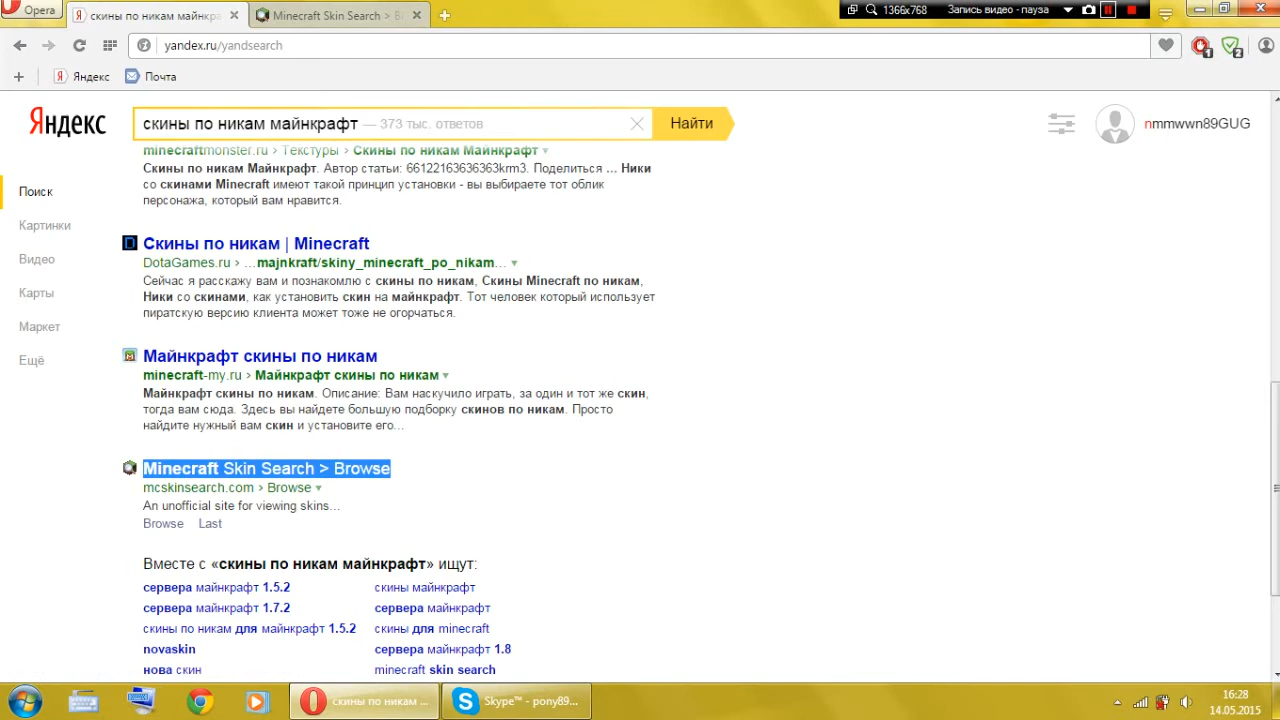 Opera
скины по никам майнкра
Minecraft Skin Search > B
1366x768
Запись видео - пауза
yandex.ru/yandsearch
1
2
Яндекс
Почта
Яндекс
скины по никам майнкрафт — 373 тыс. ответов
Найти
nmmwwn89GUG
Поиск
Картинки
Видео
Карты
Маркет
Ещё
minecraftmonster.ru › Текстуры › Скины по никам Майнкрафт
Скины по никам Майнкрафт. Автор статьи: 66122163636363krm3. Поделиться ... Ники
со скинами Minecraft имеют такой принцип установки - вы выбираете тот облик
персонажа, который вам нравится.
Скины по никам | Minecraft
DotaGames.ru › ...majnkraft/skiny_minecraft_po_nikam...
Сейчас я расскажу вам и познакомлю с скины по никам, Скины Minecraft по никам,
Ники со скинами, как установить скин на майнкрафт. Тот человек который использует
пиратскую версию клиента может тоже не огорчаться.
Майнкрафт скины по никам
minecraft-my.ru › Майнкрафт скины по никам
Майнкрафт скины по никам. Описание: Вам наскучило играть, за один и тот же скин,
тогда вам сюда. Здесь вы найдете большую подборку скинов по никам. Просто
найдите нужный вам скин и установите его...
Minecraft Skin Search > Browse
mcskinsearch.com › Browse
An unofficial site for viewing skins...
Browse Last
Вместе с «скины по никам майнкрафт» ищут:
сервера майнкрафт 1.5.2
скины майнкрафт
сервера майнкрафт 1.7.2
сервера майнкрафт
скины по никам для майнкрафт 1.5.2
скины для minecraft
novaskin
сервера майнкрафт 1.8
нова скин
minecraft skin search
скины по никам ...
Skype™ - pony89...
16:28
14.05.2015